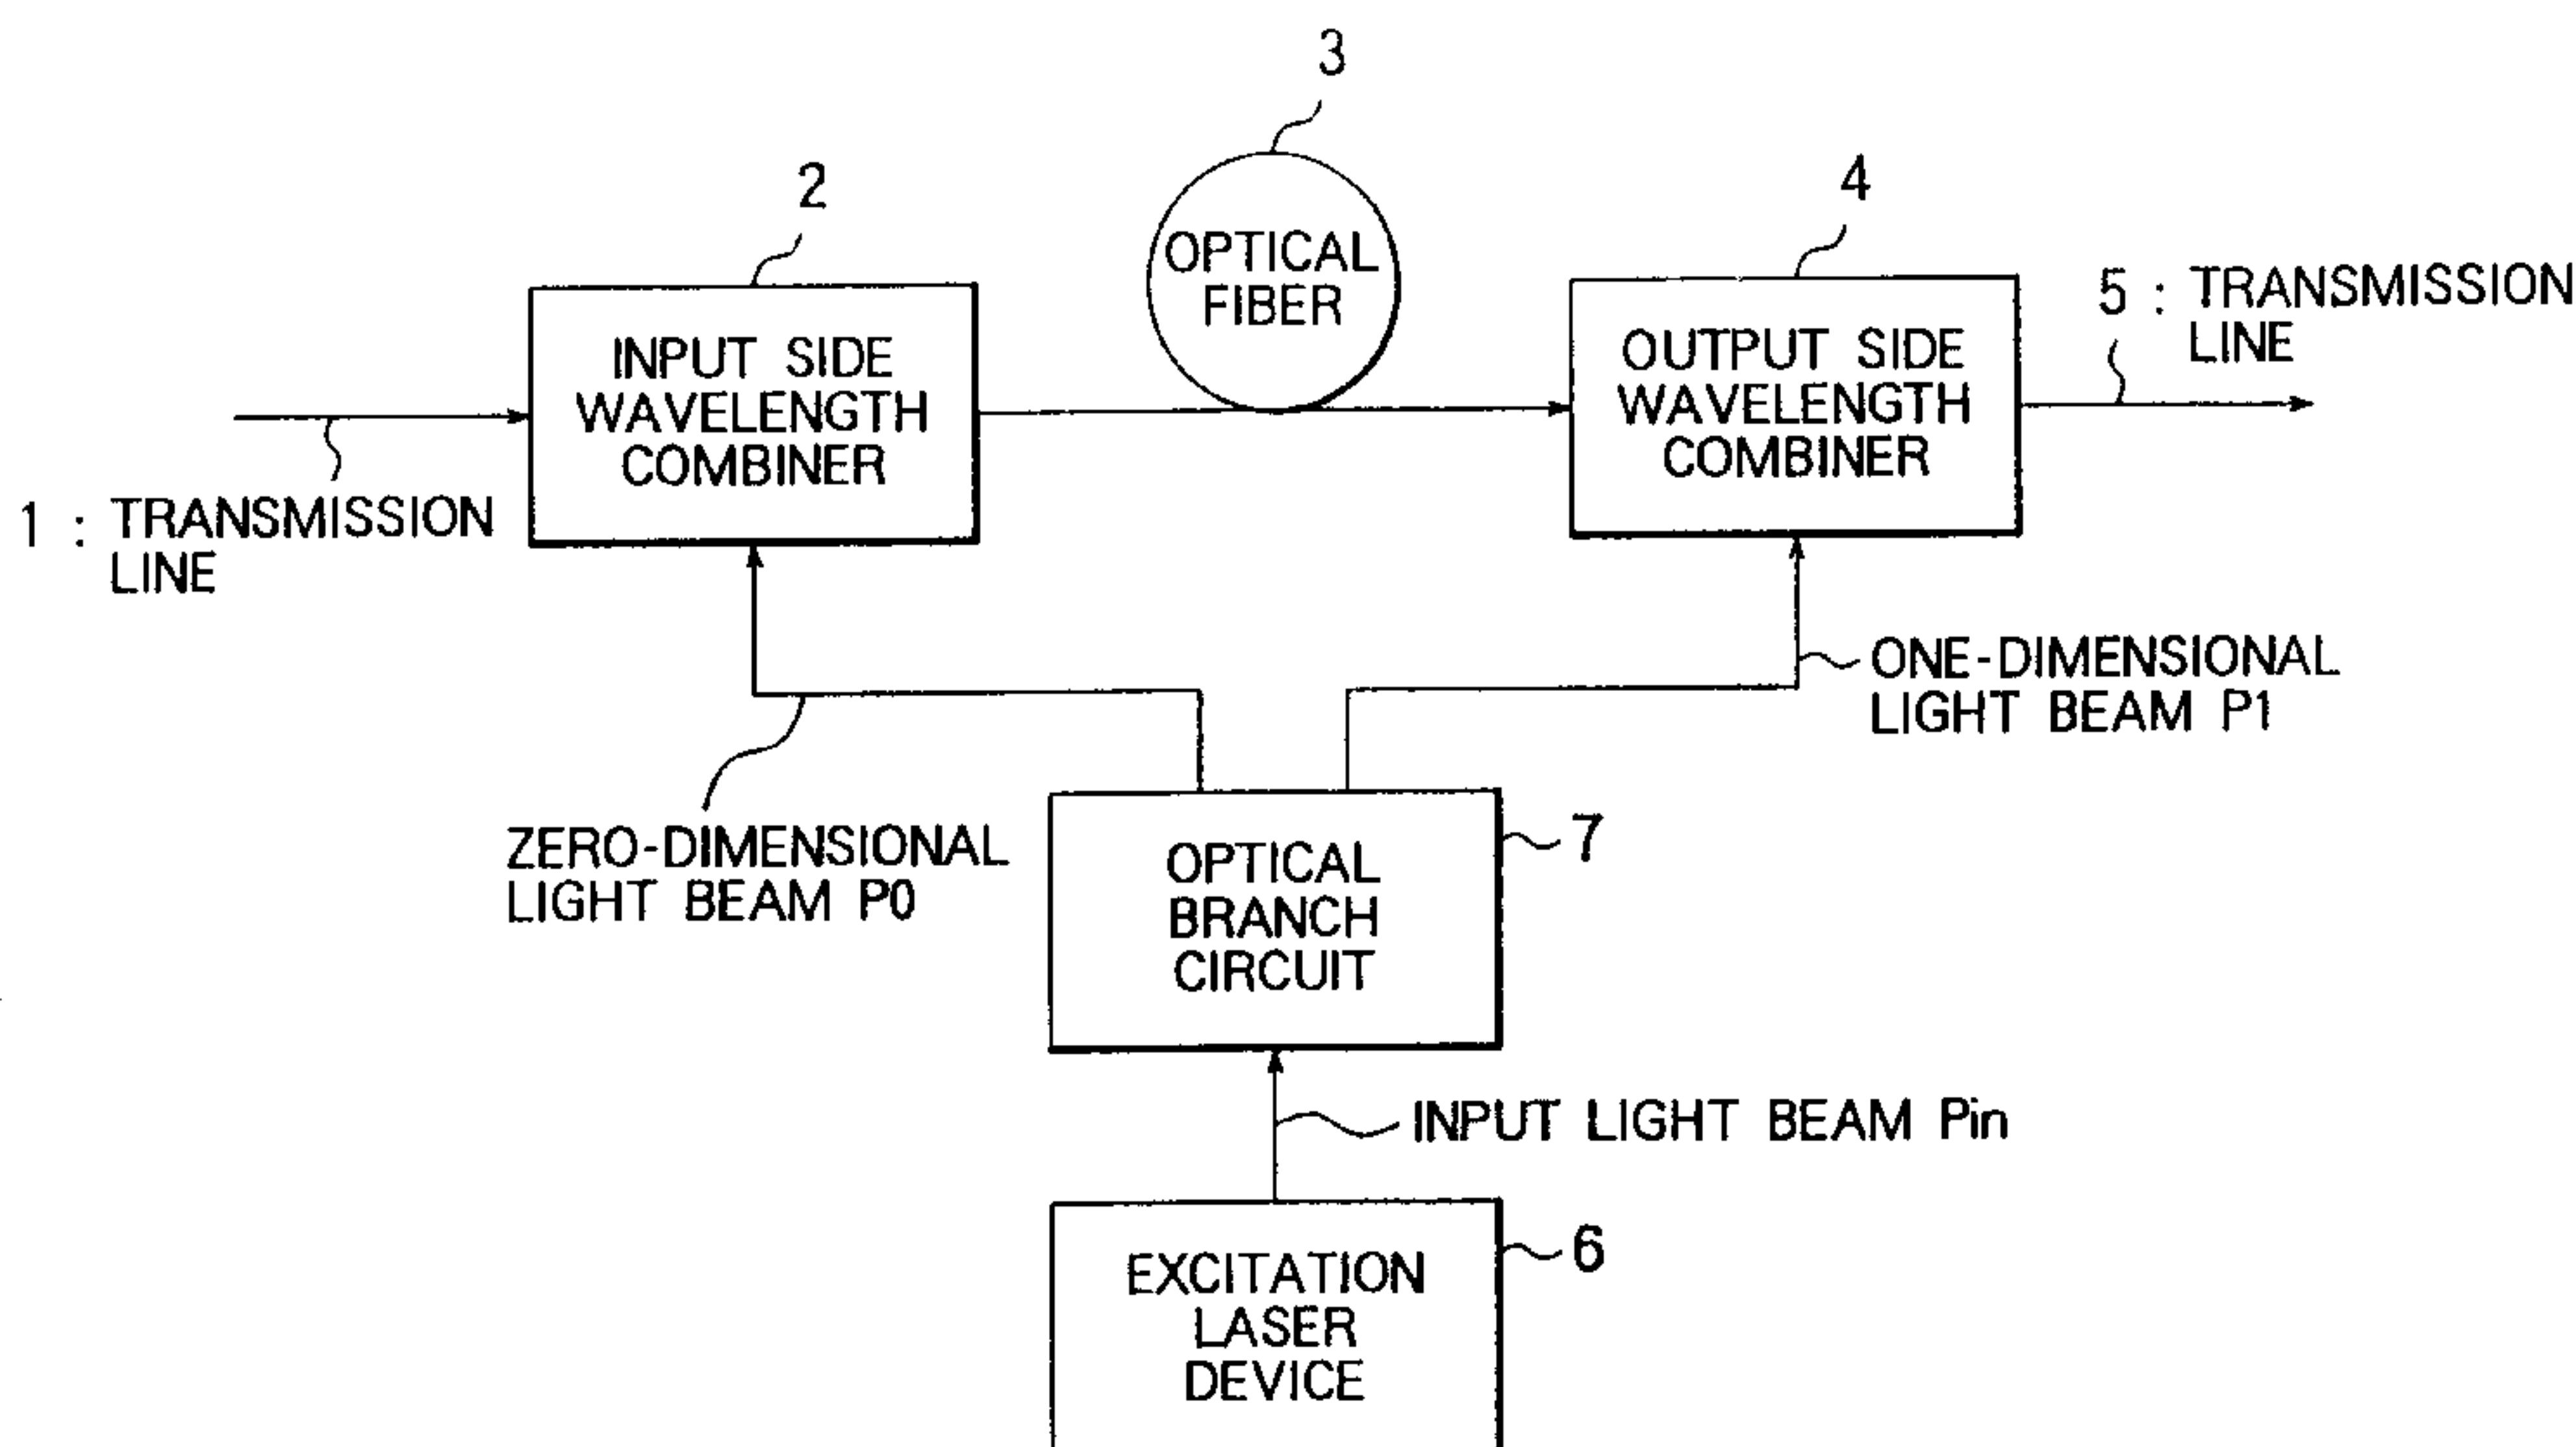 3
2
4
OPTICAL
FIBER
5 : TRANSMISSION
LINE
INPUT SIDE
WAVELENGTH
COMBINER
OUTPUT SIDE
WAVELENGTH
COMBINER
1 : TRANSMISSION
LINE
ONE-DIMENSIONAL
LIGHT BEAM P1
ZERO-DIMENSIONAL
LIGHT BEAM P0
7
OPTICAL
BRANCH
CIRCUIT
INPUT LIGHT BEAM Pin
6
EXCITATION
LASER
DEVICE